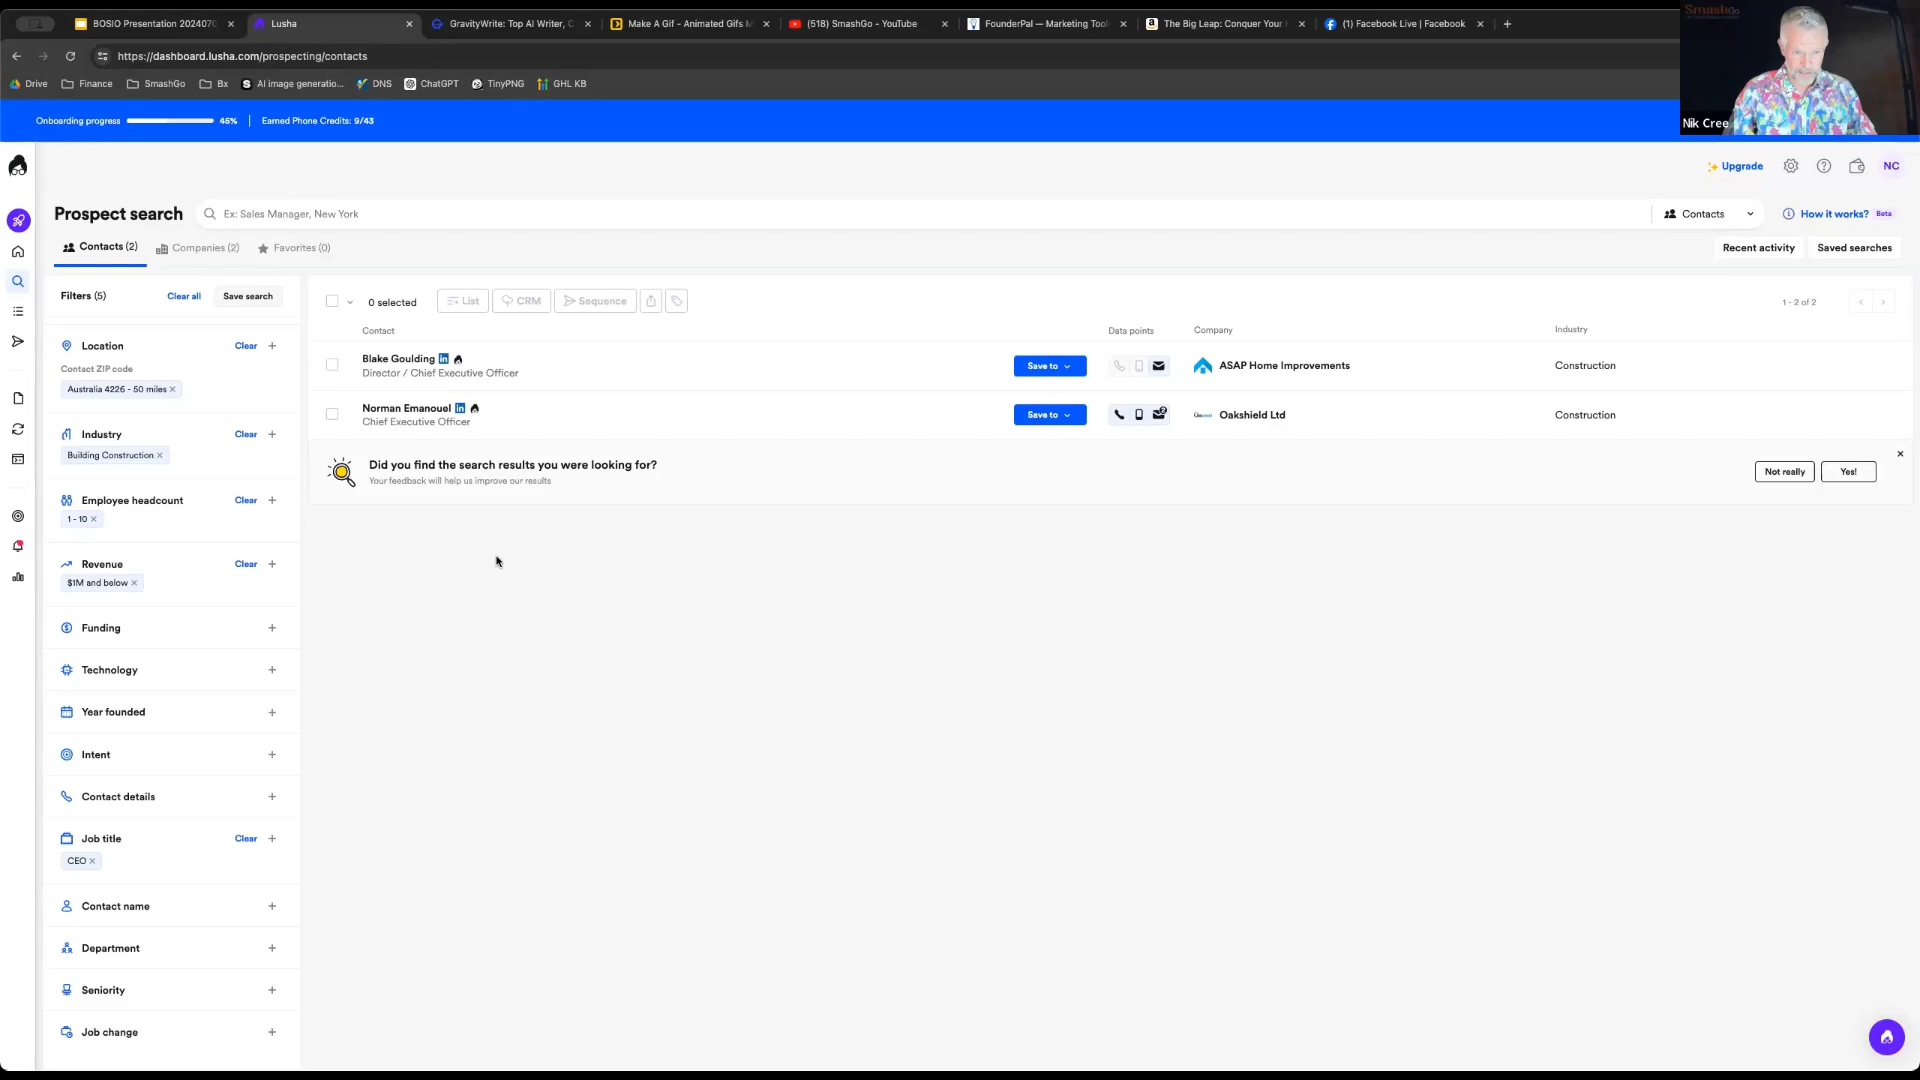 BOSIO Presentation 2024070
Lusha
GravityWrite: Top AI Writer, C
Make A Gif - Animated Gifs M
(518) SmashGo - YouTube
FounderPal — Marketing Tool
The Big Leap: Conquer Your H
(1) Facebook Live | Facebook
https://dashboard.lusha.com/prospecting/contacts
Drive
Finance
SmashGo
Bx
AI image generatio...
DNS
ChatGPT
TinyPNG
GHL KB
SmashGo
Nik Cree
Onboarding progress 45% | Earned Phone Credits: 9/43
Upgrade
NC
Prospect search
Ex: Sales Manager, New York
Contacts
How it works? Beta
Contacts (2)
Companies (2)
Favorites (0)
Recent activity
Saved searches
Filters (5)
Clear all
Save search
0 selected
List
CRM
Sequence
1 - 2 of 2
Contact
Data points
Company
Industry
Location
Clear
Contact ZIP code
Australia 4226 - 50 miles
Blake Goulding
Director / Chief Executive Officer
Save to
ASAP Home Improvements
Construction
Norman Emanouel
Chief Executive Officer
Save to
2
Oakshield Ltd
Construction
Industry
Clear
Building Construction
Did you find the search results you were looking for?
Your feedback will help us improve our results
Not really
Yes!
Employee headcount
Clear
1 - 10
Revenue
Clear
$1M and below
Funding
Technology
Year founded
Intent
Contact details
Job title
Clear
CEO
Contact name
Department
Seniority
Job change